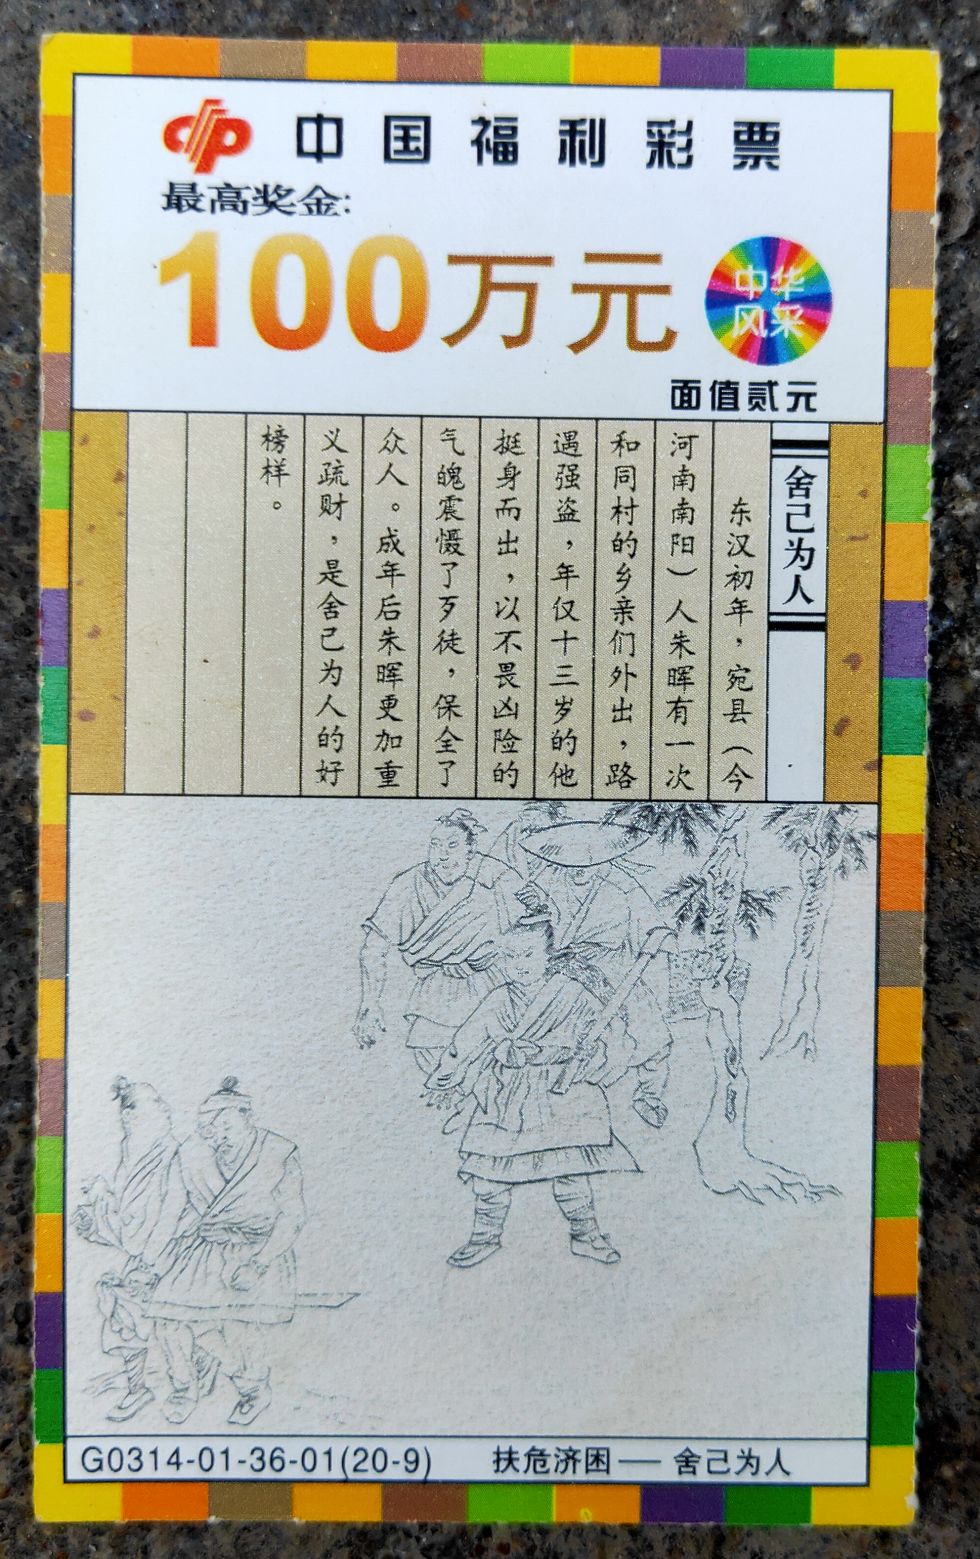 中国福利彩票
最高奖金:
100万元
中华
风采
面值贰元
舍己为人
东汉初年，宛县（今
河南南阳）人朱晖有一次
和同村的乡亲们外出，路
遇强盗，年仅十三岁的他
挺身而出，以不畏凶险的
气魄震慑了歹徒，保全了
众人。成年后朱晖更加重
义疏财，是舍己为人的好
榜样。
G0314-01-36-01(20-9) 扶危济困—舍己为人